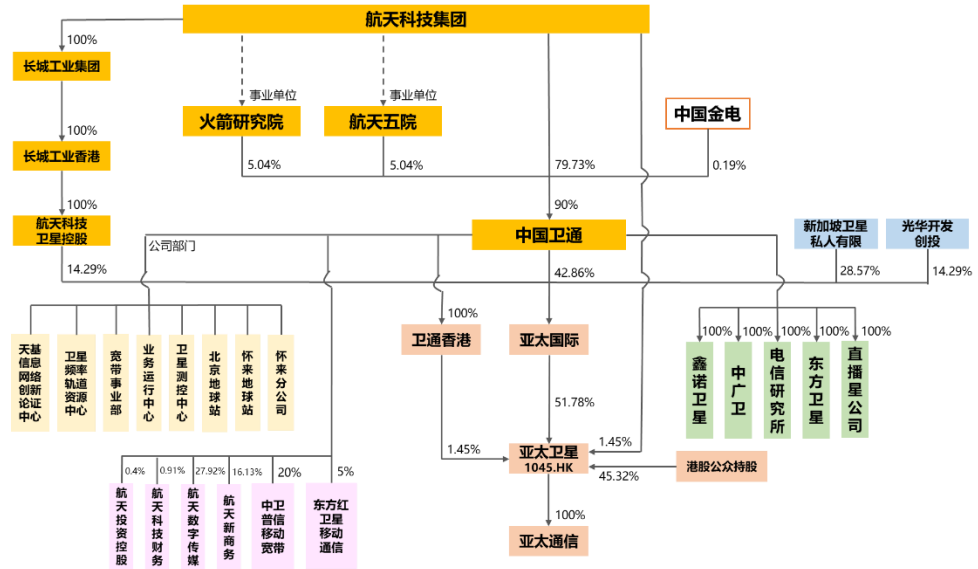 航天科技集团
100%
长城工业集团
事业单位
事业单位
火箭研究院
航天五院
中国金电
100%
长城工业香港
5.04%
5.04%
79.73%
0.19%
100%
90%
航天科技
卫星控股
公司部门
中国卫通
新加坡卫星
私人有限
光华开发
创投
14.29%
42.86%
28.57%
14.29%
100%
卫通香港
亚太国际
100%
100%
100%
100%
100%
天基信息网络创新论证中心
卫星频率轨道资源中心
宽带事业部
业务运行中心
卫星测控中心
北京地球站
怀来地球站
怀来分公司
鑫诺卫星
中广卫
电信研究所
东方卫星
直播星公司
51.78%
1.45%
亚太卫星
1045.HK
1.45%
45.32%
港股公众持股
0.4%
0.91%
27.92%
16.13%
20%
5%
航天投资控股
航天科技财务
航天数字传媒
航天新商务
中卫
普信
移动
宽带
东方红
卫星
移动
通信
100%
亚太通信